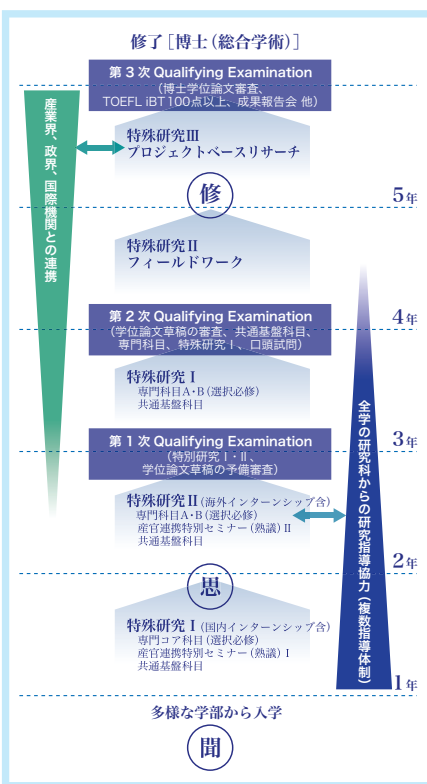 修了［博士（総合学術）］
第３次 Qualifying Examination
（博士学位論文審査、
TOEFL iBT 100点以上、成果報告会 他）
産業界、政界、国際機関との連携
特殊研究Ⅲ
プロジェクトベースリサーチ
修
5年
特殊研究Ⅱ
フィールドワーク
4年
第２次 Qualifying Examination
（学位論文草稿の審査、共通基盤科目、
専門科目、特殊研究Ⅰ、口頭試問）
特殊研究Ⅰ
専門科目A・B（選択必修）
共通基盤科目
全学の研究科からの研究指導協力（複数指導体制）
3年
第１次 Qualifying Examination
（特別研究Ⅰ・Ⅱ、
学位論文草稿の予備審査）
特殊研究Ⅱ（海外インターンシップ含）
専門科目A・B（選択必修）
産官連携特別セミナー（熟議）Ⅱ
共通基盤科目
2年
思
特殊研究Ⅰ（国内インターンシップ含）
専門コア科目（選択必修）
産官連携特別セミナー（熟議）Ⅰ
共通基盤科目
1年
多様な学部から入学
聞